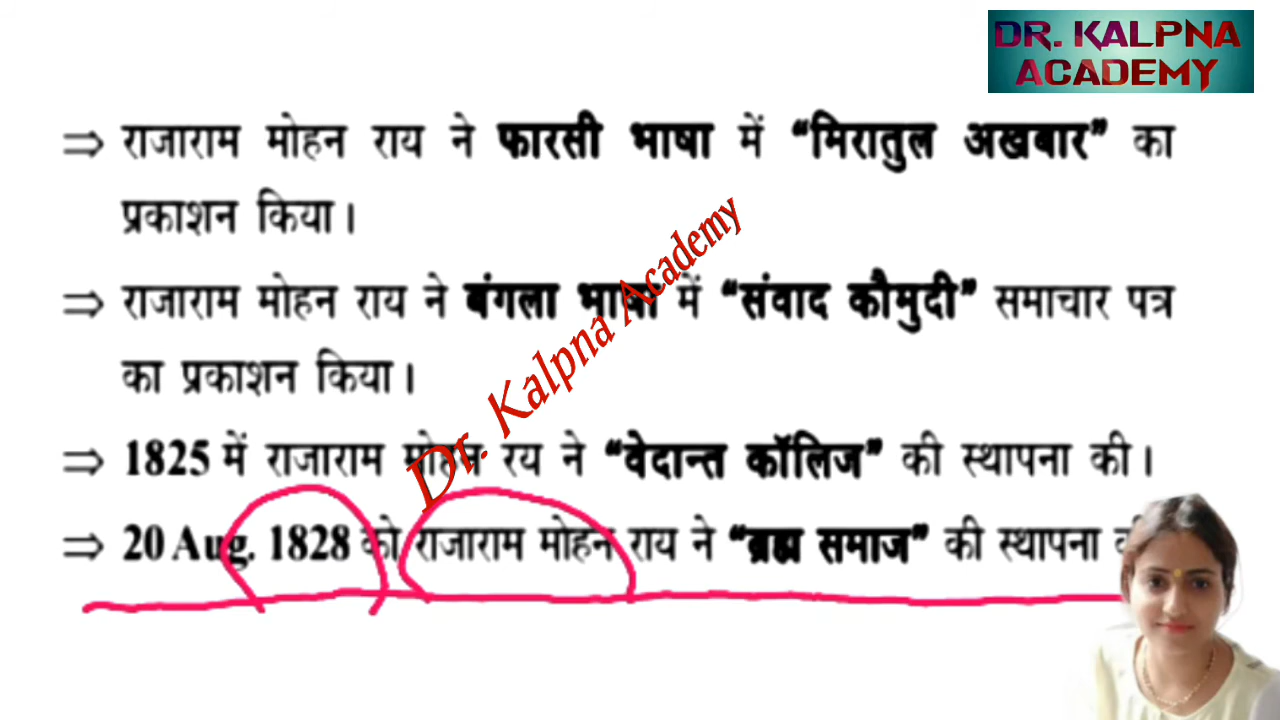 DR. KALPNA
ACADEMY
⇒ राजाराम मोहन राय ने फारसी भाषा में “मिरातुल अखबार” का
प्रकाशन किया।
⇒ राजाराम मोहन राय ने बंगला भाषा में “संवाद कौमुदी” समाचार पत्र
का प्रकाशन किया।
⇒ 1825 में राजाराम मोहन रय ने “वेदान्त कॉलिज” की स्थापना की।
⇒ 20 Aug. 1828 को राजाराम मोहन राय ने “ब्रह्म समाज” की स्थापना
Dr. Kalpna Academy